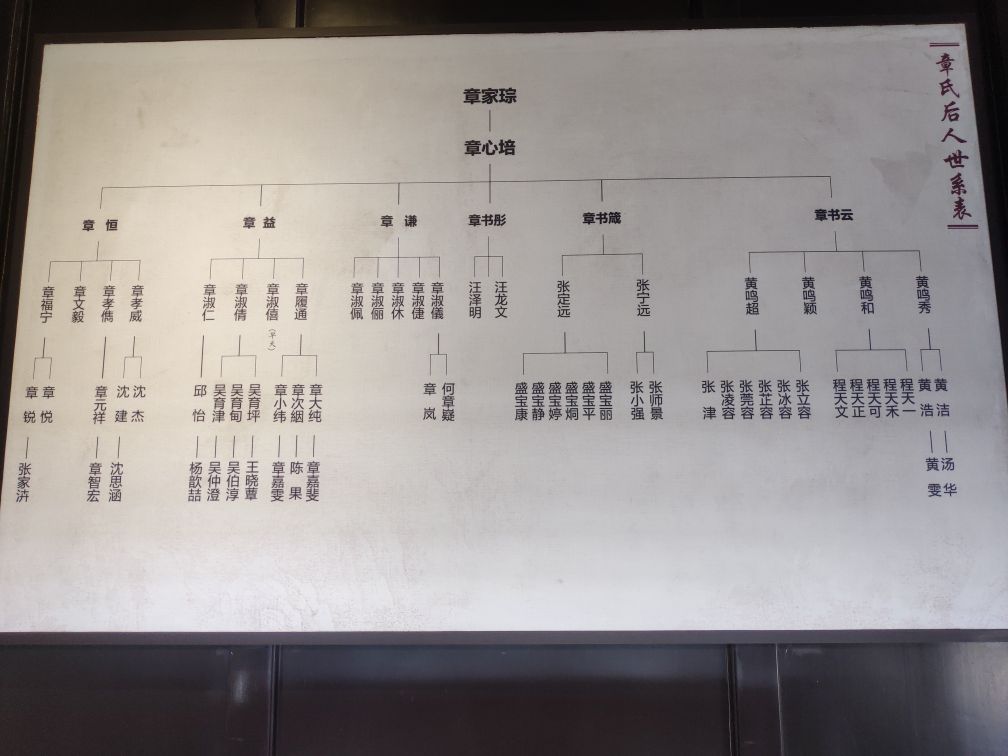 章氏后人世系表
章家琮
章心培
章 恒
章 益
章 谦
章书彤
章书箴
章书云
章福宁
章文毅
章孝儁
章孝威
章淑仁
章淑倩
章淑僖
(早夭)
章履通
章淑佩
章淑俪
章淑休
章淑倢
章淑儀
汪泽明
汪龙文
张定远
张宁远
黄鸣超
黄鸣颖
黄鸣和
黄鸣秀
章 锐
章 悦
章元祥
沈 建
沈 杰
邱 怡
吴育津
吴育甸
吴育坪
章小纬
章次絪
章大纯
章 岚
何章嶷
盛宝康
盛宝静
盛宝婷
盛宝炯
盛宝平
盛宝丽
张小强
张师景
张 津
张凌容
张莞容
张芷容
张冰容
张立容
程天文
程天正
程天可
程天禾
程天一
黄 浩
黄 洁
张家浒
章智宏
沈思涵
杨歆喆
吴仲澄
吴伯淳
王晓蕈
章嘉雯
陈 果
章嘉斐
黄 雯
汤 华